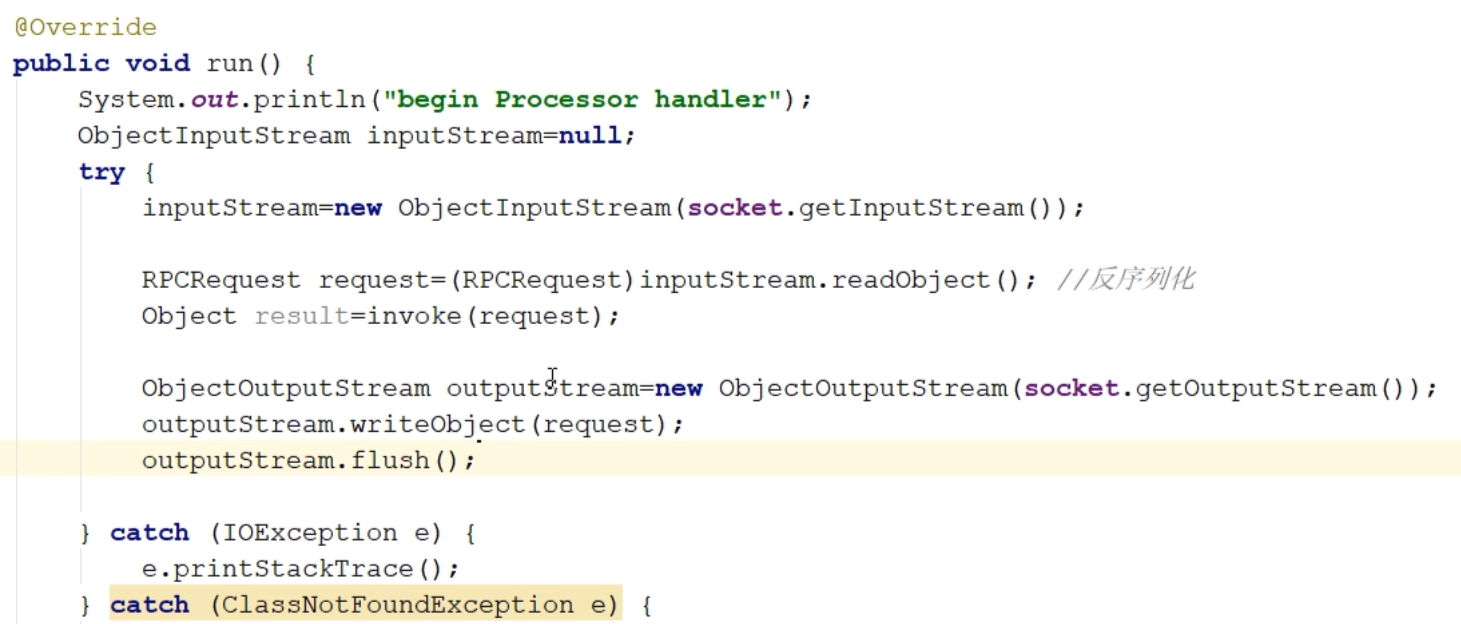 @Override
public void run() {
System.out.println("begin Processor handler");
ObjectInputStream inputStream=null;
try {
inputStream=new ObjectInputStream(socket.getInputStream());
RPCRequest request=(RPCRequest)inputStream.readObject(); //反序列化
Object result=invoke(request);
ObjectOutputStream outputStream=new ObjectOutputStream(socket.getOutputStream());
outputStream.writeObject(request);
outputStream.flush();
} catch (IOException e) {
e.printStackTrace();
} catch (ClassNotFoundException e) {